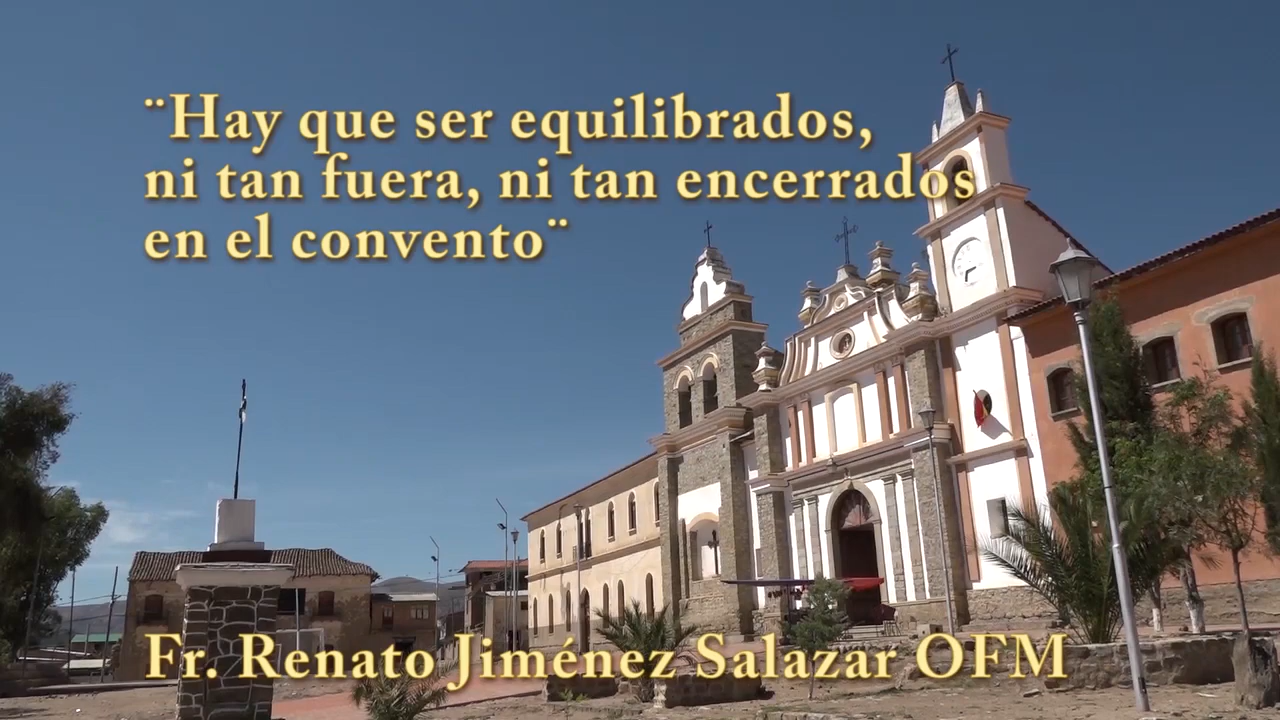 ¨Hay que ser equilibrados,
ni tan fuera, ni tan encerrados
en el convento¨
Fr. Renato Jiménez Salazar OFM